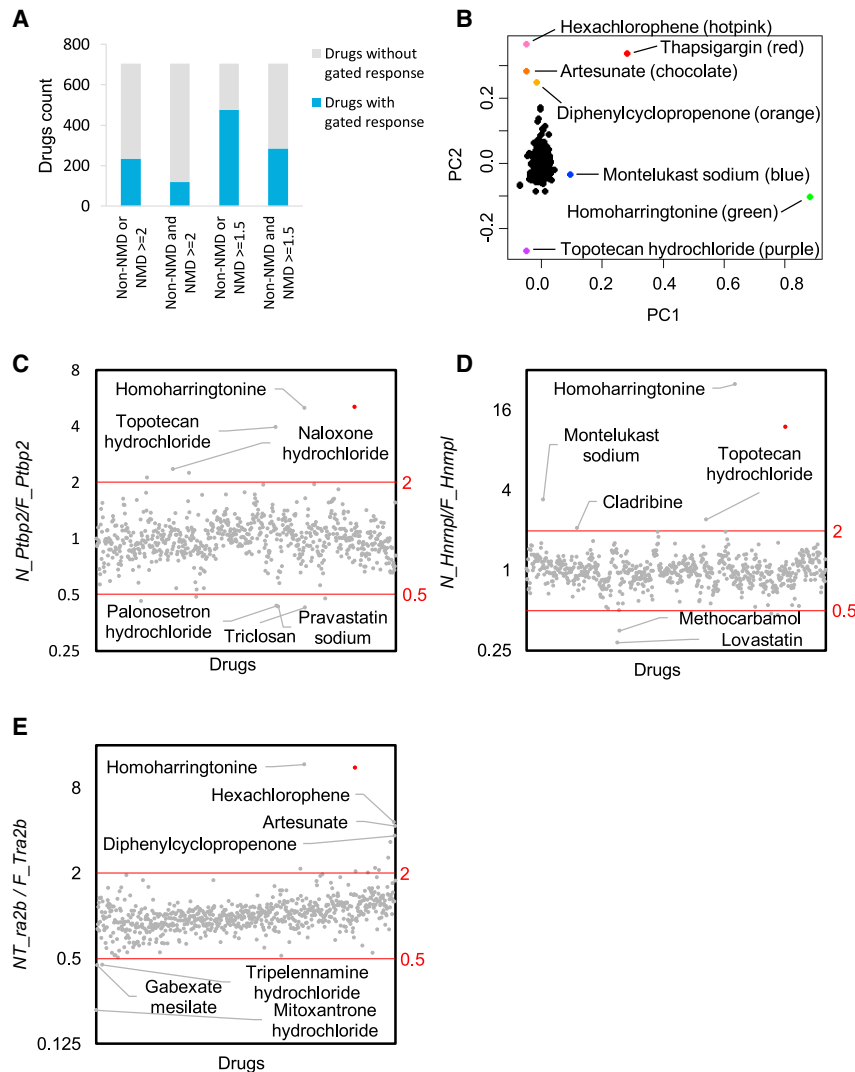 A
800
600
400
200
0
Drugs count
Drugs without
gated response
Drugs with
gated response
Non-NMD or
NMD >=2
Non-NMD and
NMD >=2
Non-NMD or
NMD >=1.5
Non-NMD and
NMD >=1.5
B
Hexachlorophene (hotpink)
Thapsigargin (red)
Artesunate (chocolate)
Diphenylcyclopropenone (orange)
Montelukast sodium (blue)
Homoharringtonine (green)
Topotecan hydrochloride (purple)
PC2
0.2
0.0
-0.2
0.0 0.2 0.4 0.6 0.8
PC1
C
8
4
2
1
0.5
0.25
N_Ptbp2/F_Ptbp2
Homoharringtonine
Topotecan
hydrochloride
Naloxone
hydrochloride
2
0.5
Palonosetron
hydrochloride
Triclosan
Pravastatin
sodium
Drugs
D
16
4
1
0.25
N_Hnrnpl/F_Hnrnpl
Homoharringtonine
Montelukast
sodium
Topotecan
hydrochloride
Cladribine
2
0.5
Methocarbamol
Lovastatin
Drugs
E
8
2
0.5
0.125
NT_ra2b / F_Tra2b
Homoharringtonine
Hexachlorophene
Artesunate
Diphenylcyclopropenone
2
0.5
Gabexate
mesilate
Tripelennamine
hydrochloride
Mitoxantrone
hydrochloride
Drugs